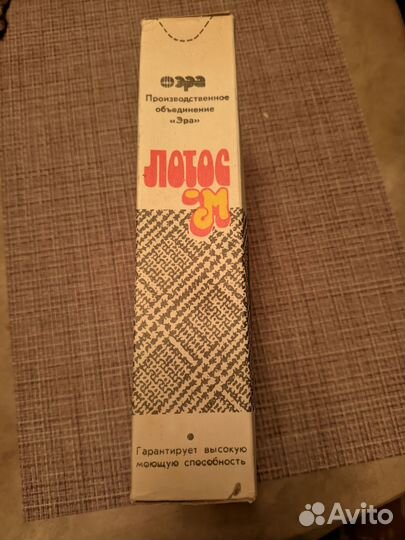 эра
Производственное
объединение
«Эра»
ЛОТОС
-М
Гарантирует высокую
моющую способность
Avito